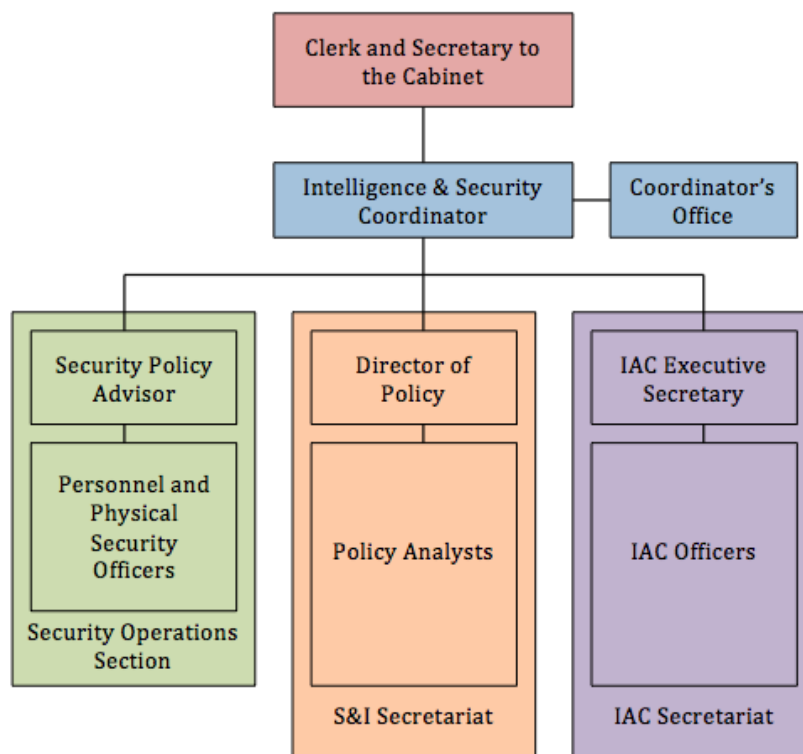 Clerk and Secretary to
the Cabinet
Intelligence & Security
Coordinator
Coordinator's
Office
Security Policy
Advisor
Personnel and
Physical
Security
Officers
Security Operations
Section
Director of
Policy
Policy Analysts
S&I Secretariat
IAC Executive
Secretary
IAC Officers
IAC Secretariat